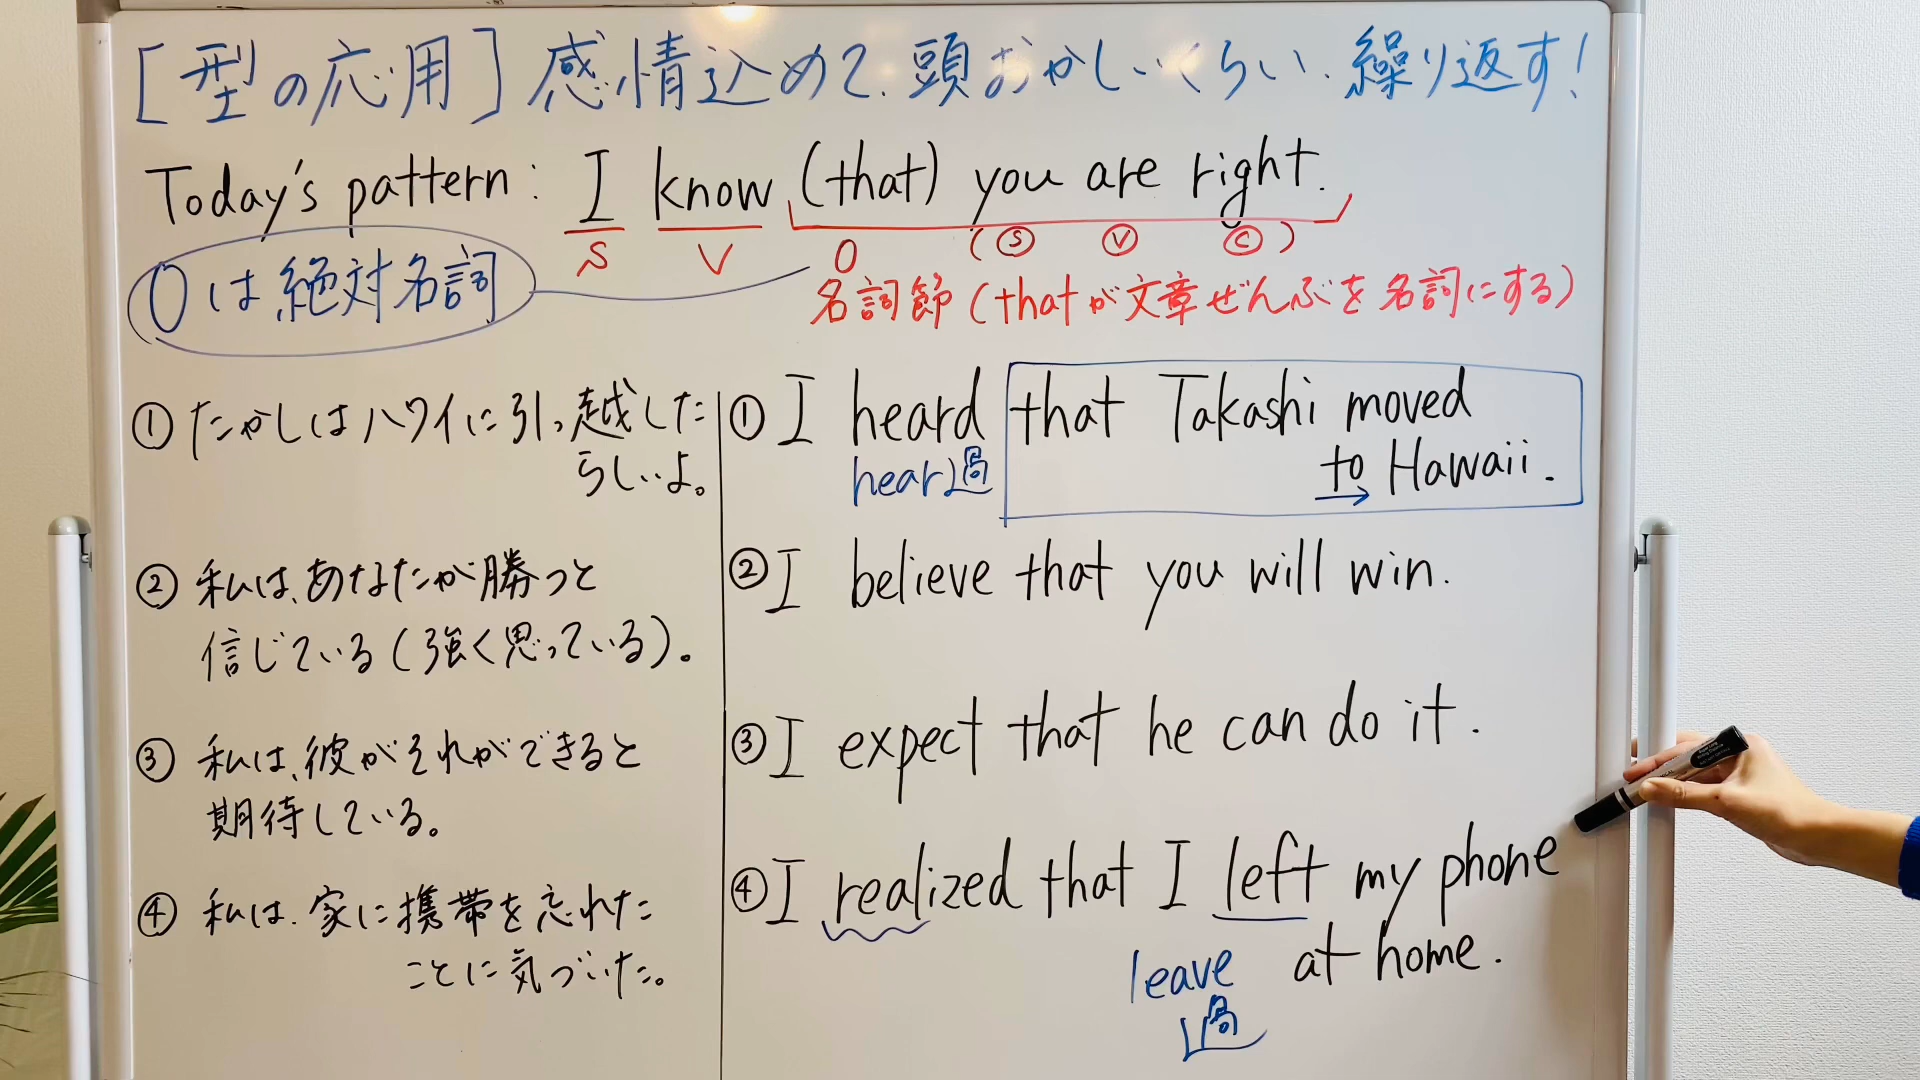 [型の応用] 感情込めて、頭おかしいくらい、繰り返す!
Today's pattern: I know (that) you are right.
S V O (Ⓢ Ⓥ Ⓒ)
Oは絶対名詞
名詞節(thatが文章ぜんぶを名詞にする)
① たかしはハワイに引っ越した
らしいよ。
② 私は、あなたが勝つと
信じている(強く思っている)。
③ 私は、彼がそれができると
期待している。
④ 私は、家に携帯を忘れた
ことに気づいた。
① I heard that Takashi moved
hear過
to Hawaii.
② I believe that you will win.
③ I expect that he can do it.
④ I realized that I left my phone
leave
過
at home.